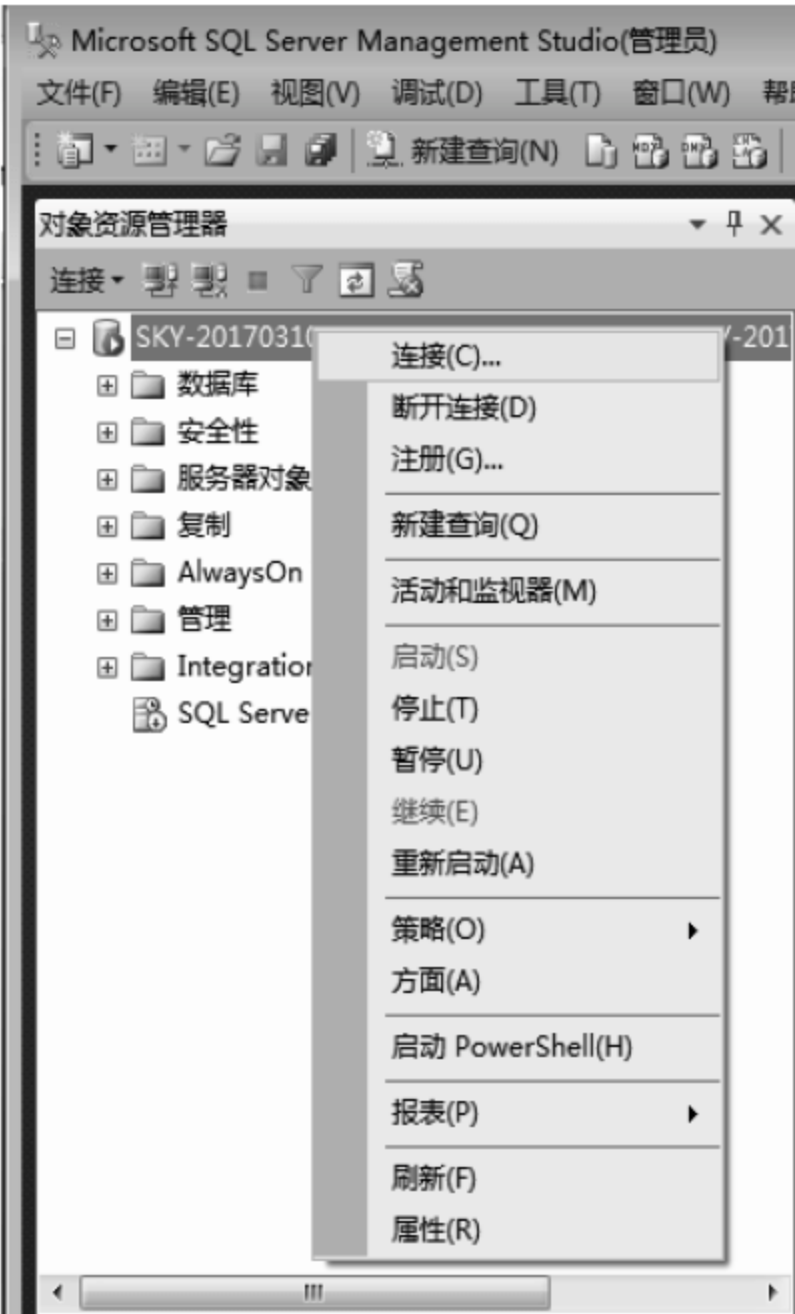 Microsoft SQL Server Management Studio(管理员)
文件(F) 编辑(E) 视图(V) 调试(D) 工具(T) 窗口(W)
新建查询(N)
对象资源管理器
连接
SKY-2017031
数据库
安全性
服务器对象
复制
AlwaysOn
管理
Integration
SQL Serve
连接(C)...
断开连接(D)
注册(G)...
新建查询(Q)
活动和监视器(M)
启动(S)
停止(T)
暂停(U)
继续(E)
重新启动(A)
策略(O)
方面(A)
启动 PowerShell(H)
报表(P)
刷新(F)
属性(R)